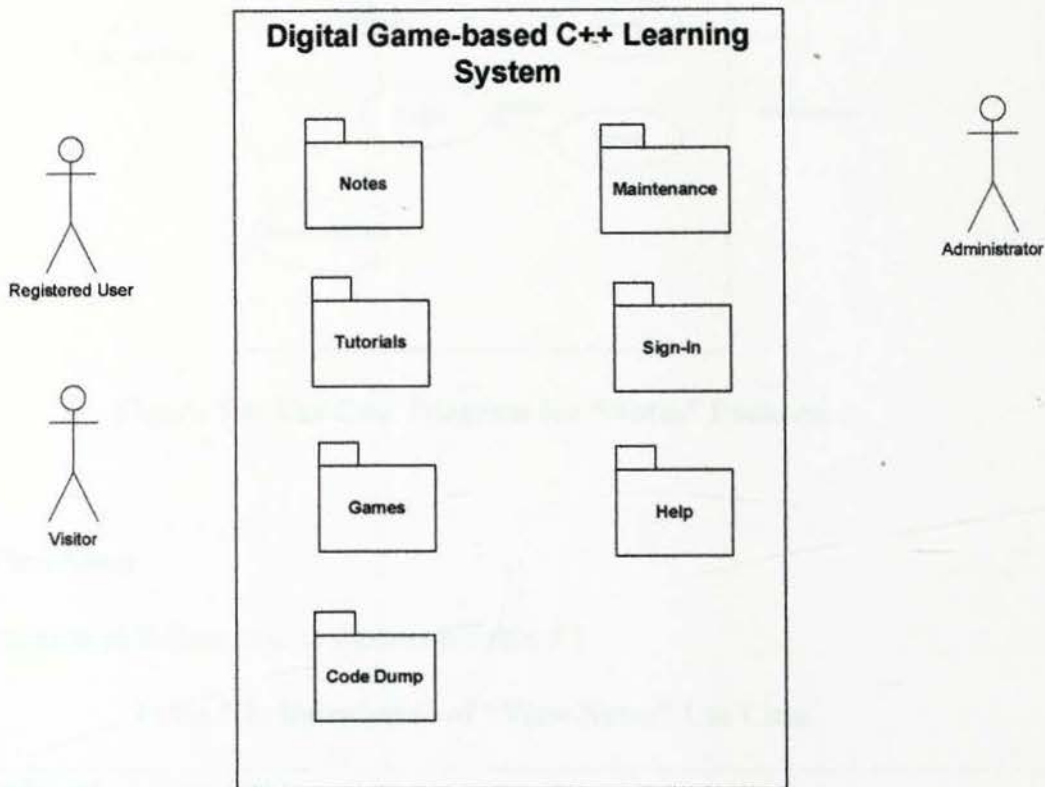 Digital Game-based C++ Learning
System
Notes
Maintenance
Registered User
Administrator
Tutorials
Sign-In
Visitor
Games
Help
Code Dump